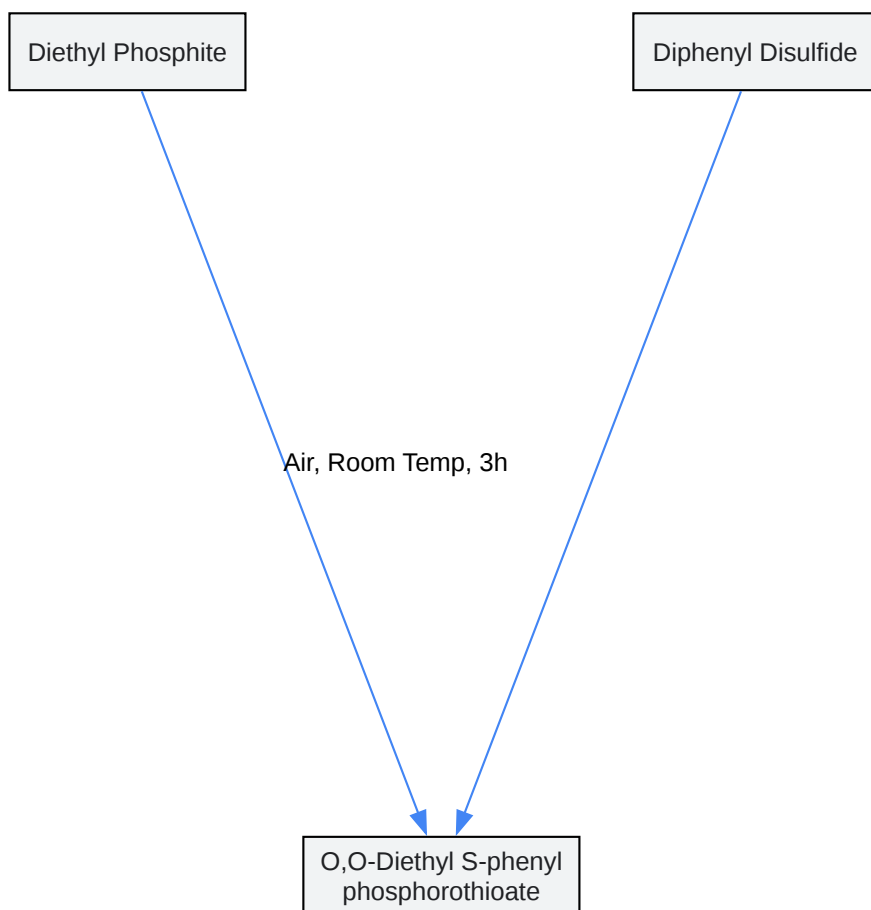 Diethyl Phosphite
Diphenyl Disulfide
Air, Room Temp, 3h
O,O-Diethyl S-phenyl
phosphorothioate